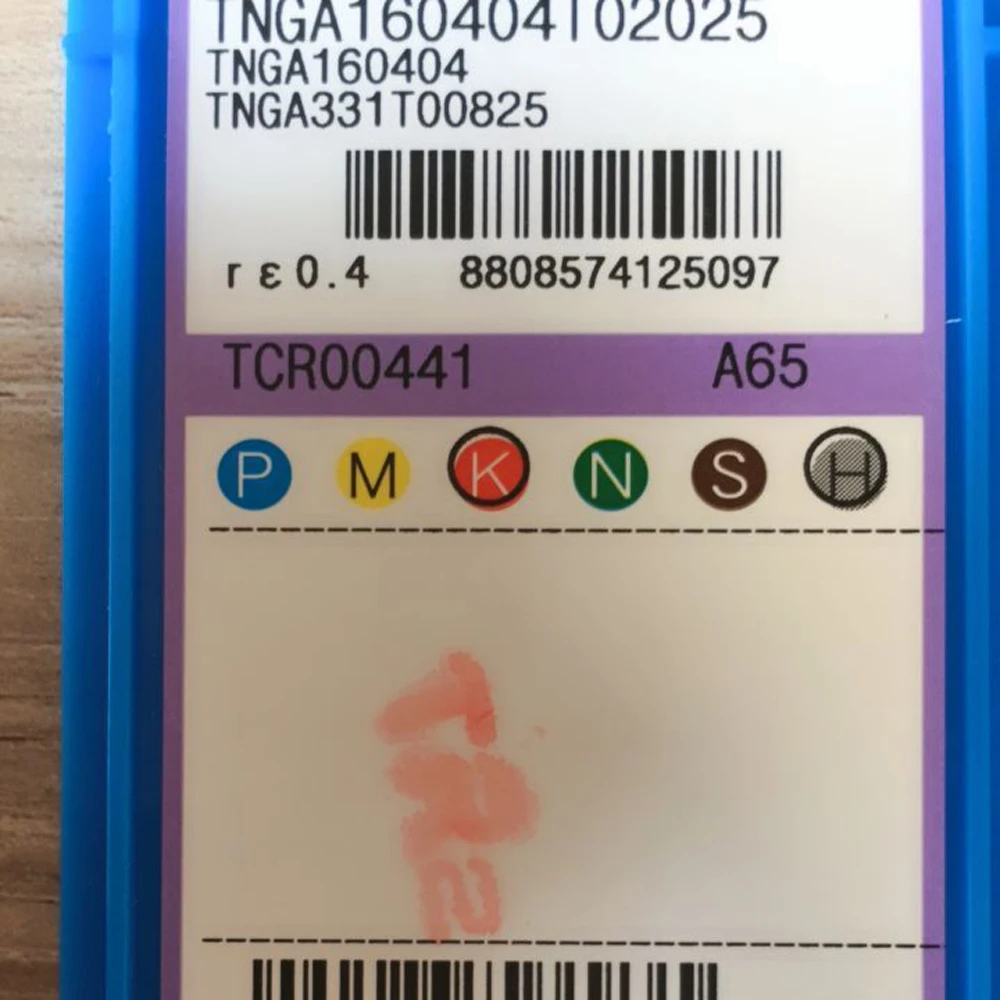 TNGA160404T02025
TNGA160404
TNGA331T00825
r ε 0.4 8808574125097
TCR00441 A65
P M K N S H